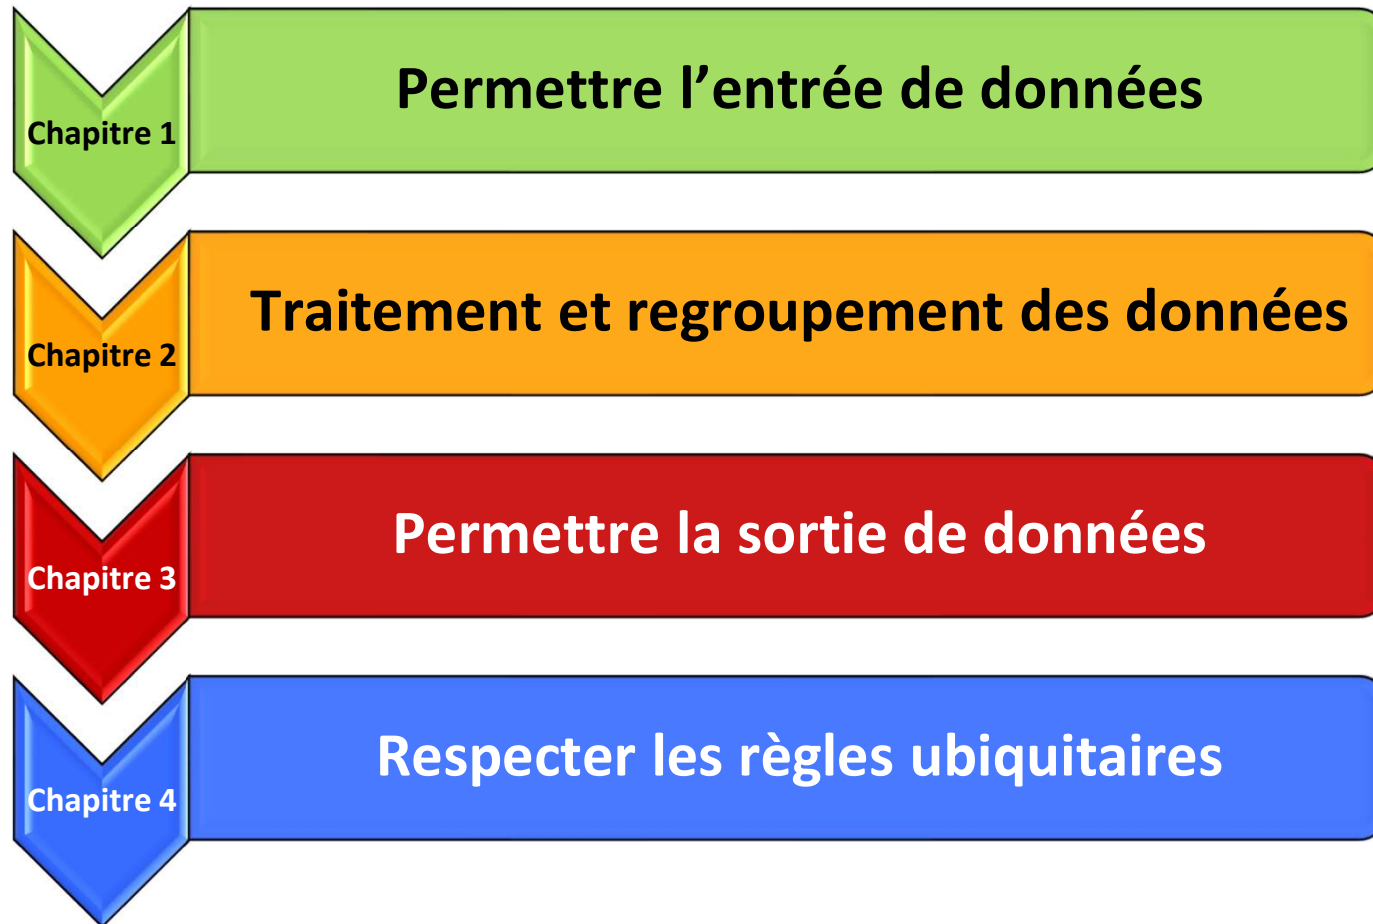 Chapitre 1
Permettre l’entrée de données
Chapitre 2
Traitement et regroupement des données
Chapitre 3
Permettre la sortie de données
Chapitre 4
Respecter les règles ubiquitaires